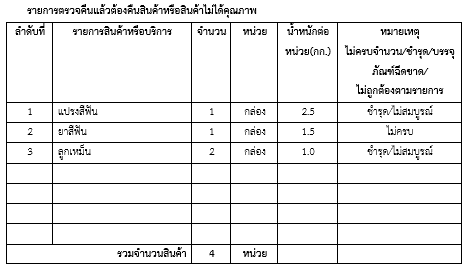 รายการตรวจคืนแล้วต้องคืนสินค้าหรือสินค้าไม่ได้คุณภาพ
ลำดับที่ รายการสินค้าหรือบริการ จำนวน หน่วย น้ำหนักต่อ หมายเหตุ
หน่วย(กก.) ไม่ครบจำนวน/ชำรุด/บรรจุ
ภัณฑ์ฉีดขาด/
ไม่ถูกต้องตามรายการ
1 แปรงสีฟัน 1 กล่อง 2.5 ชำรุด/ไม่สมบูรณ์
2 ยาสีฟัน 1 กล่อง 1.5 ไม่ครบ
3 ลูกเหม็น 2 กล่อง 1.0 ชำรุด/ไม่สมบูรณ์
รวมจำนวนสินค้า 4 หน่วย